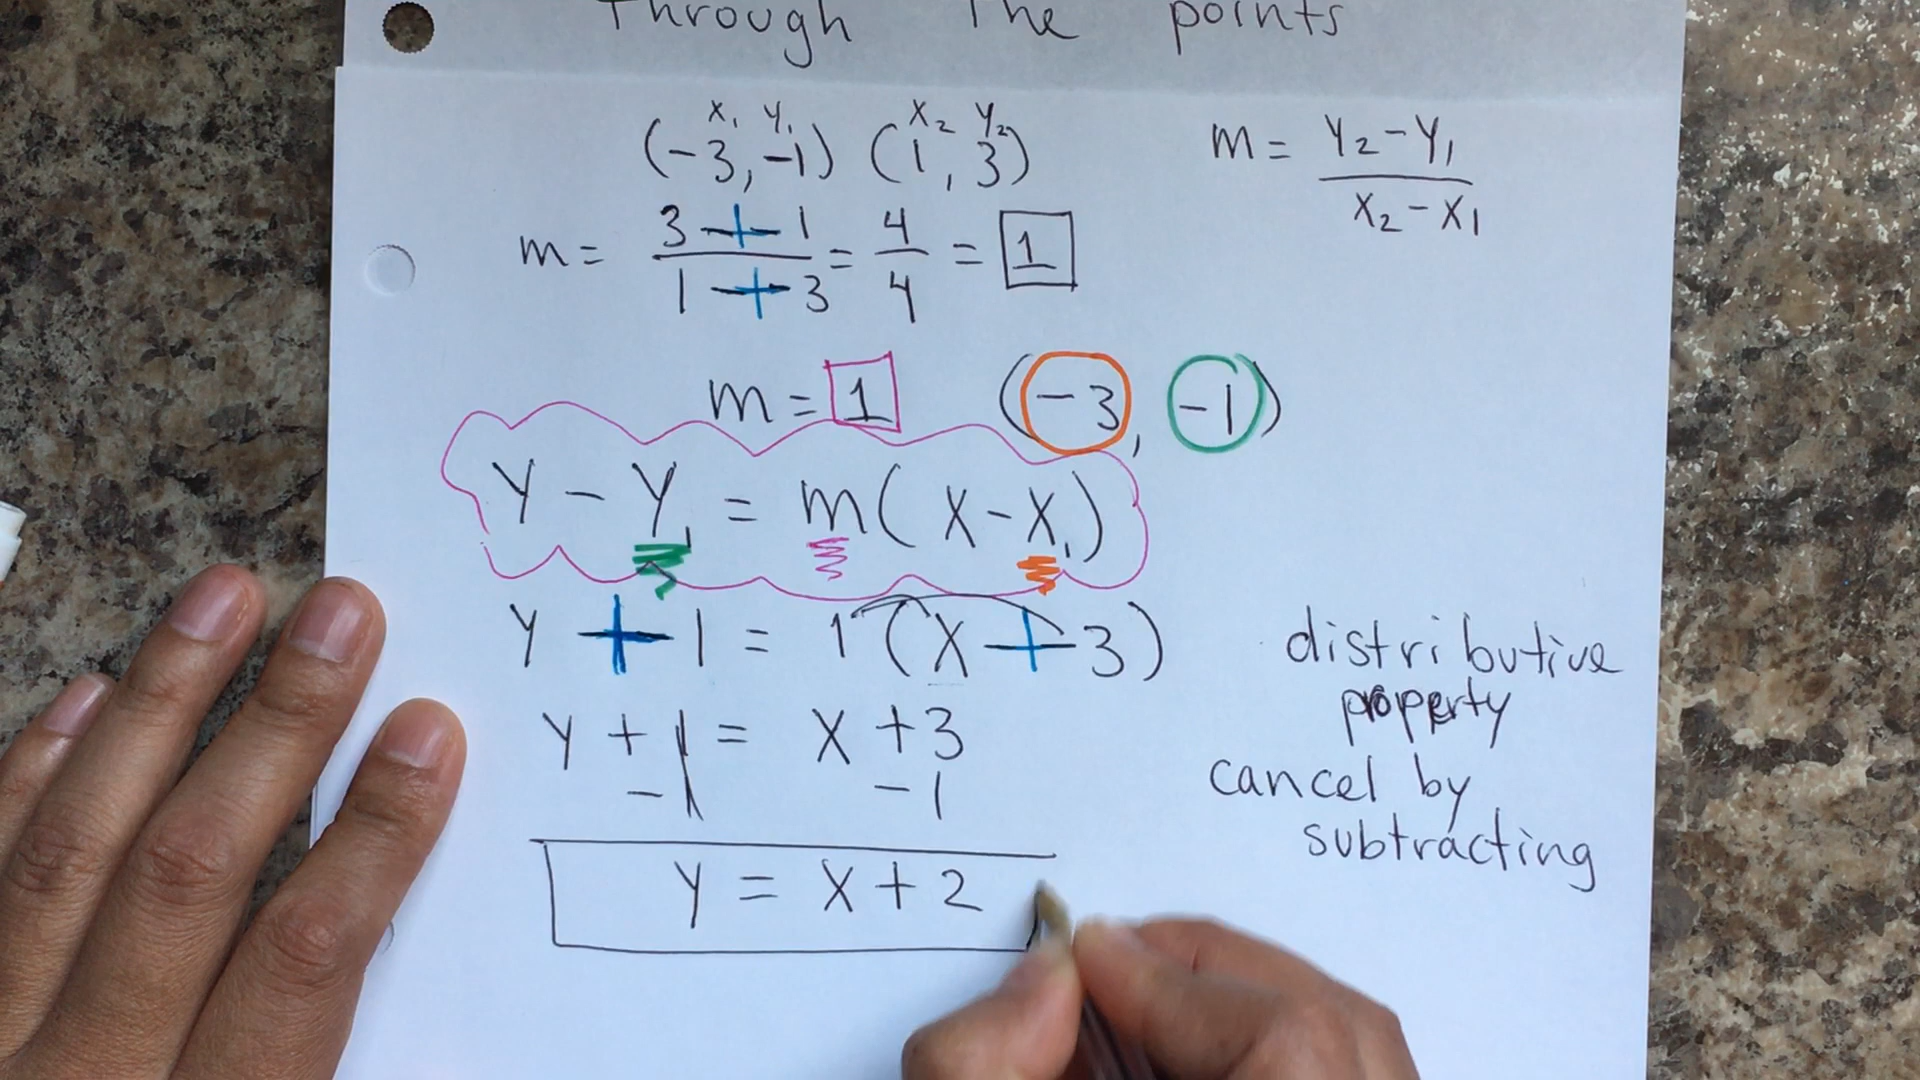 Through The points
x₁ y₁ x₂ y₂
(-3, -1) (1, 3)
m = y₂-y₁ / x₂-x₁
m = 3+1 / 1+3 = 4/4 = 1
m = 1 (-3, -1)
y - y₁ = m(x-x₁)
y + 1 = 1(x+3)
distributive
property
y + 1 = x + 3
-1 -1
cancel by
subtracting
y = x + 2